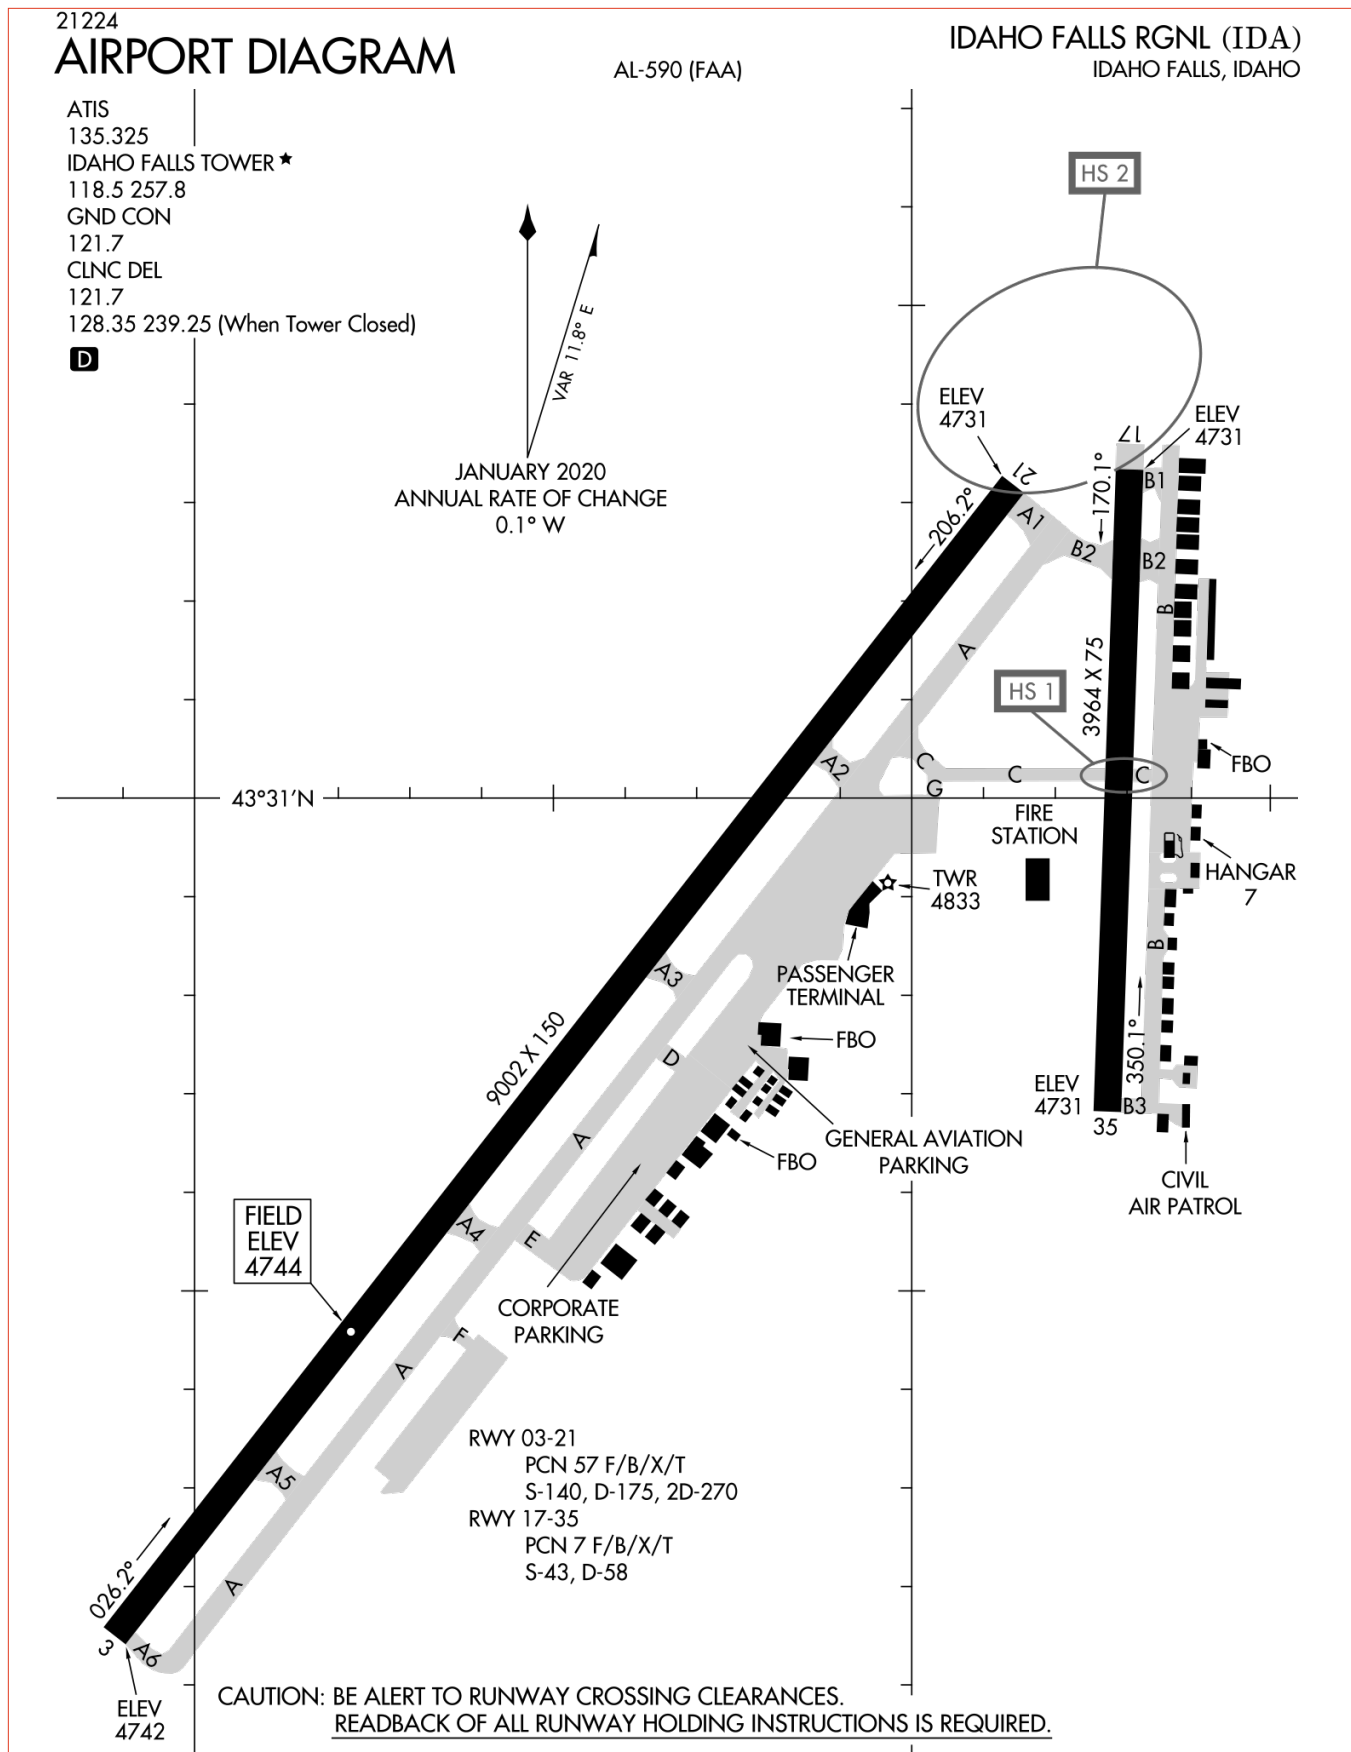 21224
AIRPORT DIAGRAM
AL-590 (FAA)
IDAHO FALLS RGNL (IDA)
IDAHO FALLS, IDAHO
ATIS
135.325
IDAHO FALLS TOWER ★
118.5 257.8
GND CON
121.7
CLNC DEL
121.7
128.35 239.25 (When Tower Closed)
D
VAR 11.8° E
JANUARY 2020
ANNUAL RATE OF CHANGE
0.1° W
HS 2
ELEV
4731
ELEV
4731
17
21
206.2°
170.1°
A1
B1
B2
B2
B
A
3964 X 75
HS 1
A2
C
C
C
G
FBO
43°31'N
FIRE
STATION
TWR
4833
HANGAR
7
PASSENGER
TERMINAL
A3
B
9002 X 150
D
FBO
350.1°
ELEV
4731
B3
35
A
GENERAL AVIATION
PARKING
FBO
CIVIL
AIR PATROL
FIELD
ELEV
4744
A4
E
CORPORATE
PARKING
F
A
RWY 03-21
PCN 57 F/B/X/T
S-140, D-175, 2D-270
RWY 17-35
PCN 7 F/B/X/T
S-43, D-58
A5
026.2°
A
3
A6
ELEV
4742
CAUTION: BE ALERT TO RUNWAY CROSSING CLEARANCES.
READBACK OF ALL RUNWAY HOLDING INSTRUCTIONS IS REQUIRED.